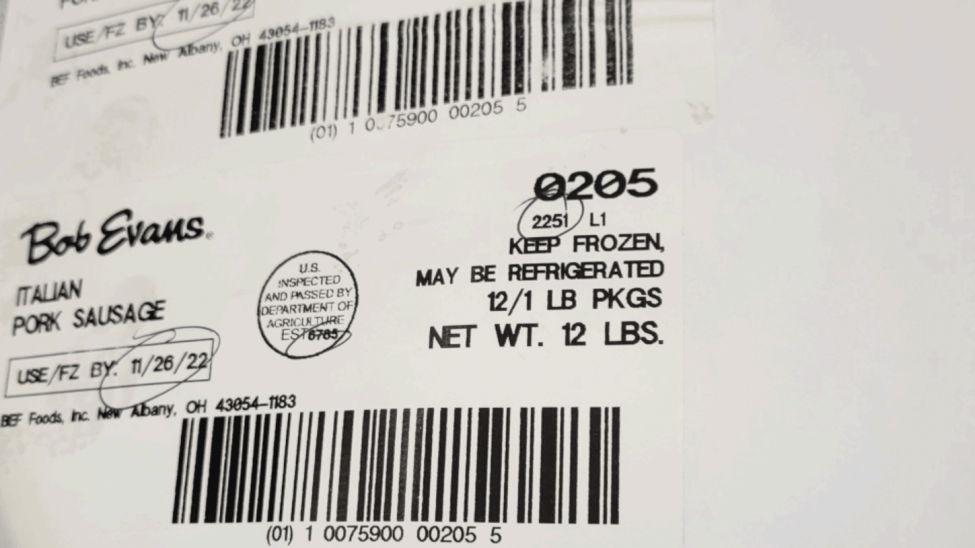 USE/FZ BY: 11/26/22
BEF Foods, Inc. New Albany, OH 43054-1183
(01) 1 0075900 00205 5
0205
2251 L1
KEEP FROZEN,
MAY BE REFRIGERATED
12/1 LB PKGS
NET WT. 12 LBS.
Bob Evans®
ITALIAN
PORK SAUSAGE
U.S.
INSPECTED
AND PASSED BY
DEPARTMENT OF
AGRICULTURE
EST 6785
USE/FZ BY: 11/26/22
BEF Foods, Inc. New Albany, OH 43054-1183
(01) 1 0075900 00205 5